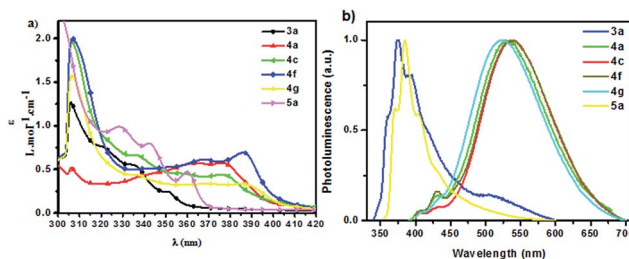 a)
2.0
1.5
1.0
0.5
0.0
300 310 320 330 340 350 360 370 380 390 400 410 420
λ (nm)
ε
L.mol⁻¹.cm⁻¹
3a
4a
4c
4f
4g
5a
b)
1.0
0.5
0.0
350 400 450 500 550 600 650 70
Wavelength (nm)
Photoluminescence (a.u.)
3a
4a
4c
4f
4g
5a